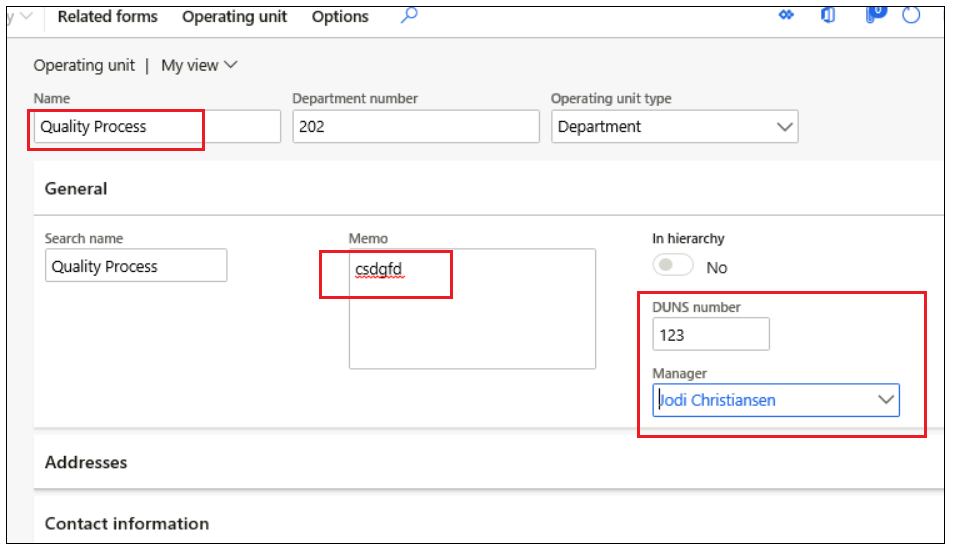 y Related forms Operating unit Options 0
Operating unit | My view
Name Department number Operating unit type
Quality Process 202 Department
General
Search name Memo In hierarchy
Quality Process csdgfd No
DUNS number
123
Manager
Jodi Christiansen
Addresses
Contact information